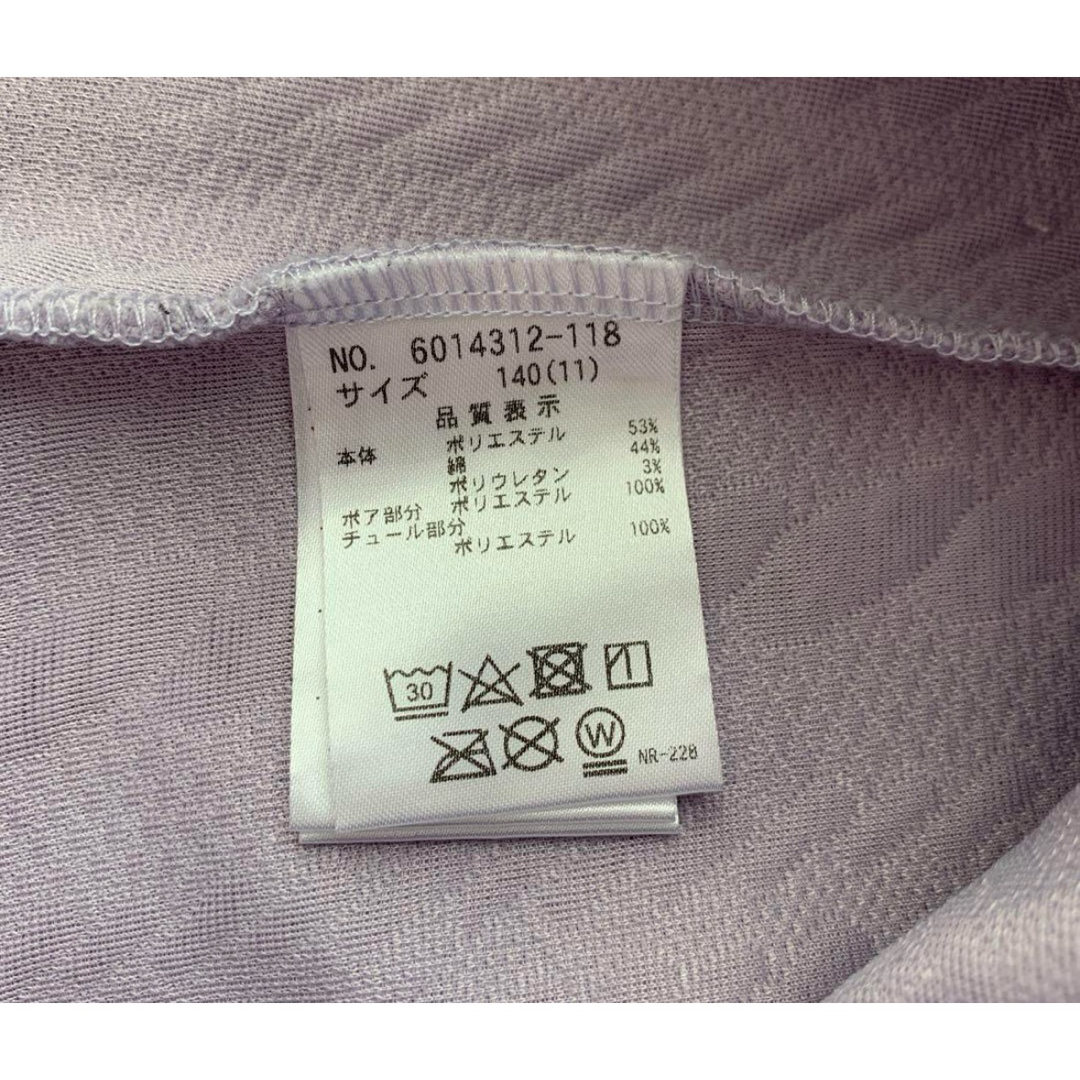 NO. 6014312-118
サイズ 140(11)
品質表示
本体 ポリエステル 53%
綿 44%
ポリウレタン 3%
ボア部分 ポリエステル 100%
チュール部分
ポリエステル 100%
30
W
NR-228